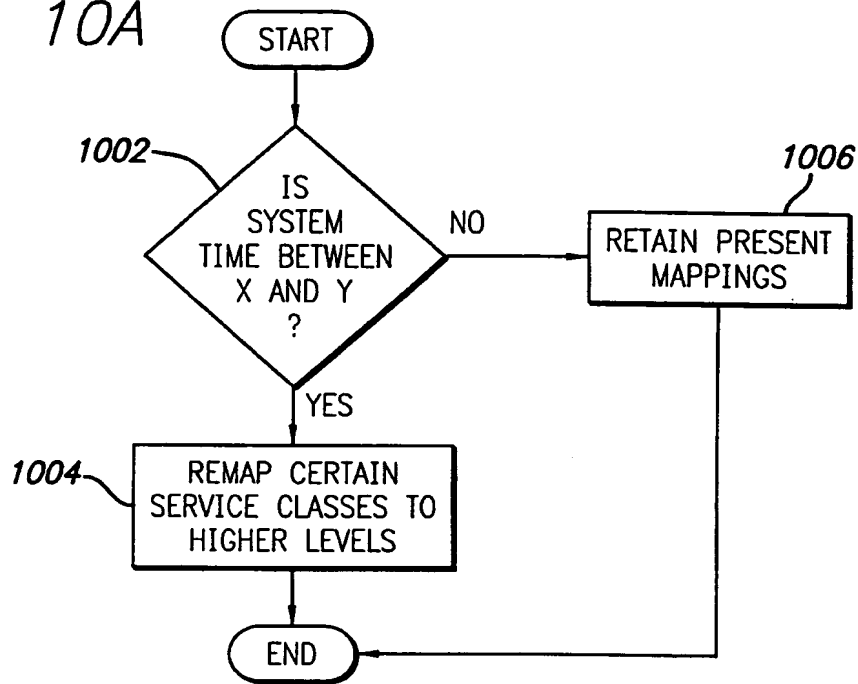 10A
START
1002
IS
SYSTEM
TIME BETWEEN
X AND Y
?
NO
1006
RETAIN PRESENT
MAPPINGS
YES
1004
REMAP CERTAIN
SERVICE CLASSES TO
HIGHER LEVELS
END